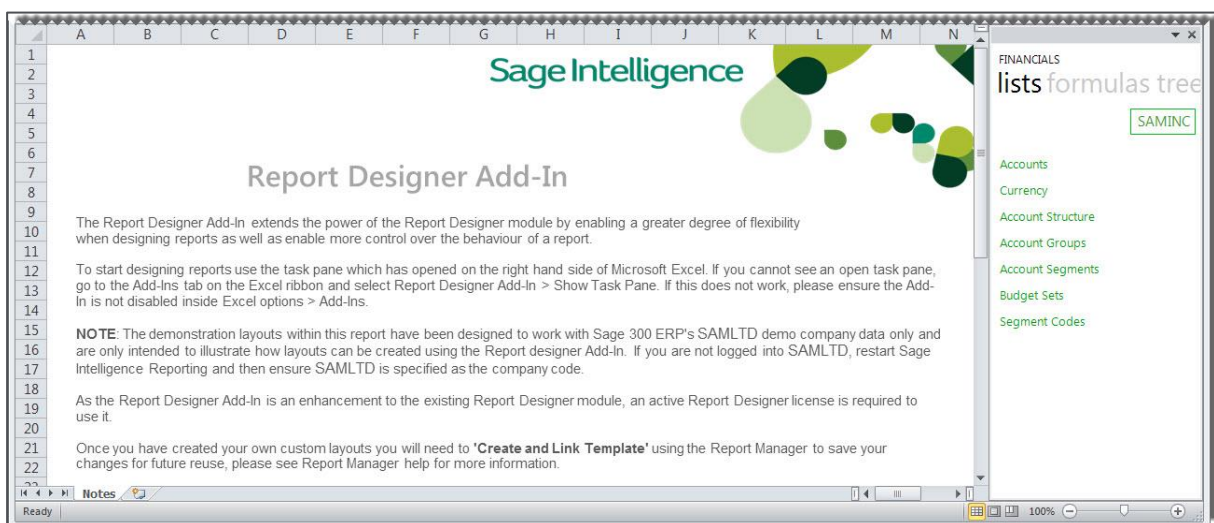 A B C D E F G H I J K L M N
1
2
3
4
5
6
7
8
9
10
11
12
13
14
15
16
17
18
19
20
21
22
Sage Intelligence
Report Designer Add-In
The Report Designer Add-In extends the power of the Report Designer module by enabling a greater degree of flexibility
when designing reports as well as enable more control over the behaviour of a report.
To start designing reports use the task pane which has opened on the right hand side of Microsoft Excel. If you cannot see an open task pane,
go to the Add-Ins tab on the Excel ribbon and select Report Designer Add-In > Show Task Pane. If this does not work, please ensure the Add-
In is not disabled inside Excel options > Add-Ins.
NOTE: The demonstration layouts within this report have been designed to work with Sage 300 ERP's SAMLTD demo company data only and
are only intended to illustrate how layouts can be created using the Report designer Add-In. If you are not logged into SAMLTD, restart Sage
Intelligence Reporting and then ensure SAMLTD is specified as the company code.
As the Report Designer Add-In is an enhancement to the existing Report Designer module, an active Report Designer license is required to
use it.
Once you have created your own custom layouts you will need to 'Create and Link Template' using the Report Manager to save your
changes for future reuse, please see Report Manager help for more information.
Notes
Ready
100%
FINANCIALS
lists formulas tree
SAMINC
Accounts
Currency
Account Structure
Account Groups
Account Segments
Budget Sets
Segment Codes